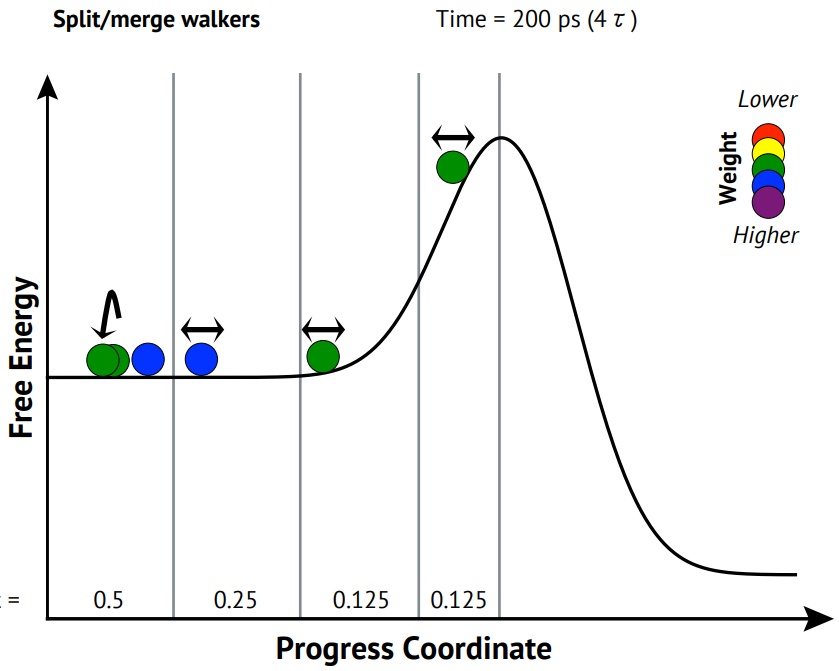 Split/merge walkers
Time = 200 ps (4 τ )
Lower
Weight
Higher
Free Energy
=
0.5
0.25
0.125
0.125
Progress Coordinate